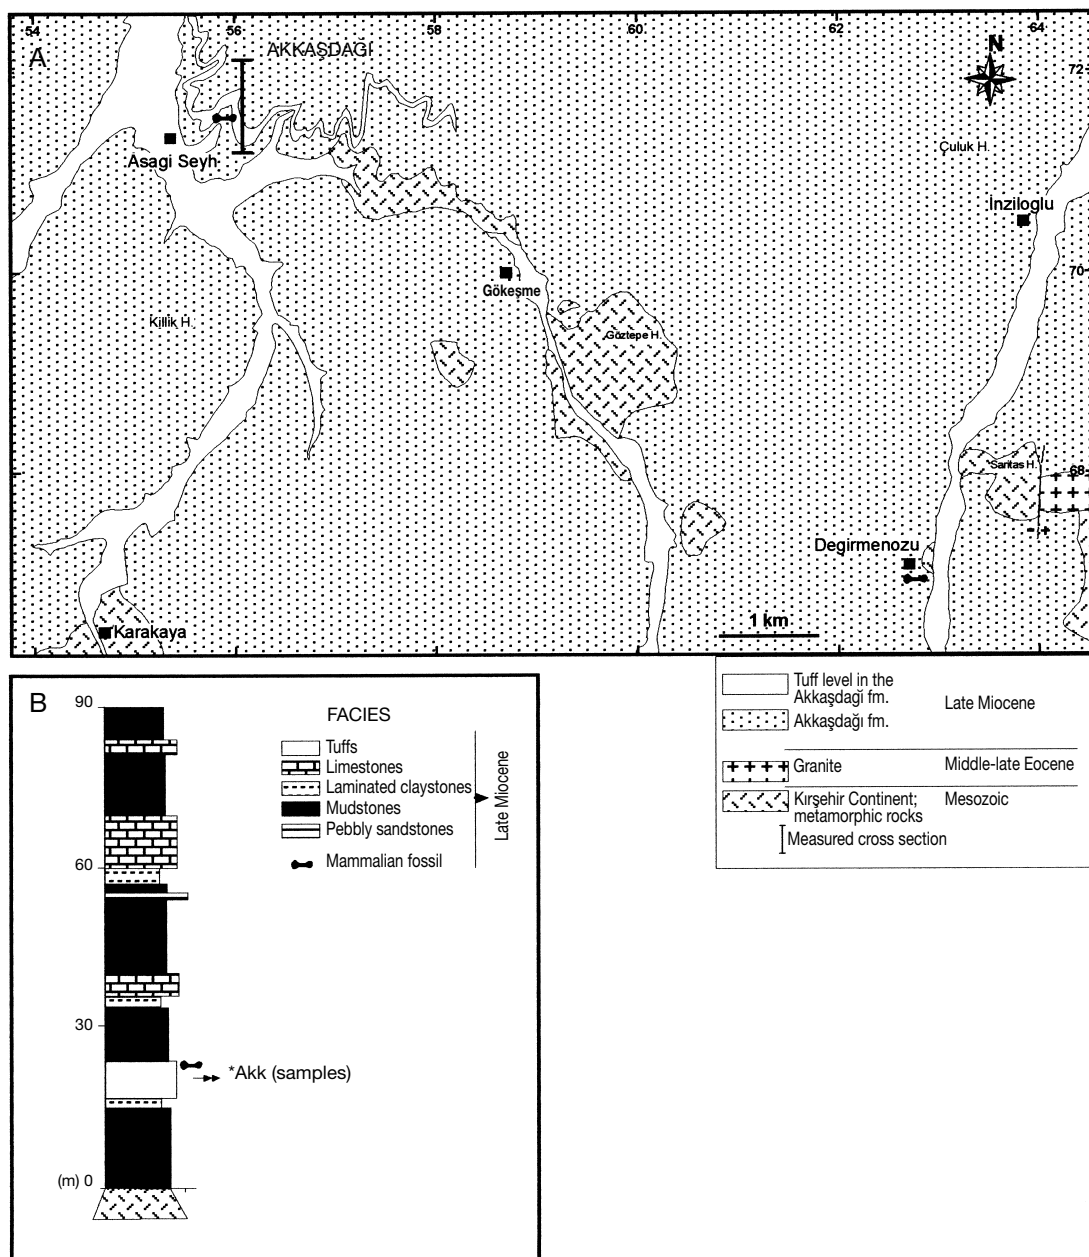 A
54
56
58
60
62
64
AKKAŞDAĞI
N
72
Asagi Seyh
Çuluk H.
İnziloglu
70
Gökeşme
Killik H.
Göztepe H.
Saritas H.
68
Degirmenozu
Karakaya
1 km
Tuff level in the
Akkaşdaği fm.
Late Miocene
Akkaşdağı fm.
Granite
Middle-late Eocene
Kırşehir Continent;
metamorphic rocks
Mesozoic
Measured cross section
B
90
FACIES
Tuffs
Limestones
Laminated claystones
Mudstones
Pebbly sandstones
Mammalian fossil
Late Miocene
60
30
*Akk (samples)
(m) 0